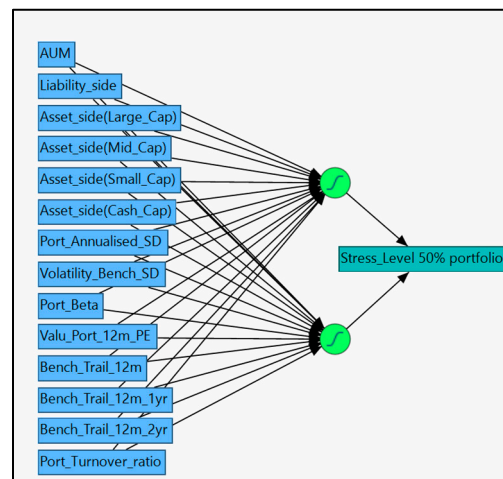 AUM
Liability_side
Asset_side(Large_Cap)
Asset_side(Mid_Cap)
Asset_side(Small_Cap)
Asset_side(Cash_Cap)
Port_Annualised_SD
Volatility_Bench_SD
Port_Beta
Valu_Port_12m_PE
Bench_Trail_12m
Bench_Trail_12m_1yr
Bench_Trail_12m_2yr
Port_Turnover_ratio
Stress_Level 50% portfolio